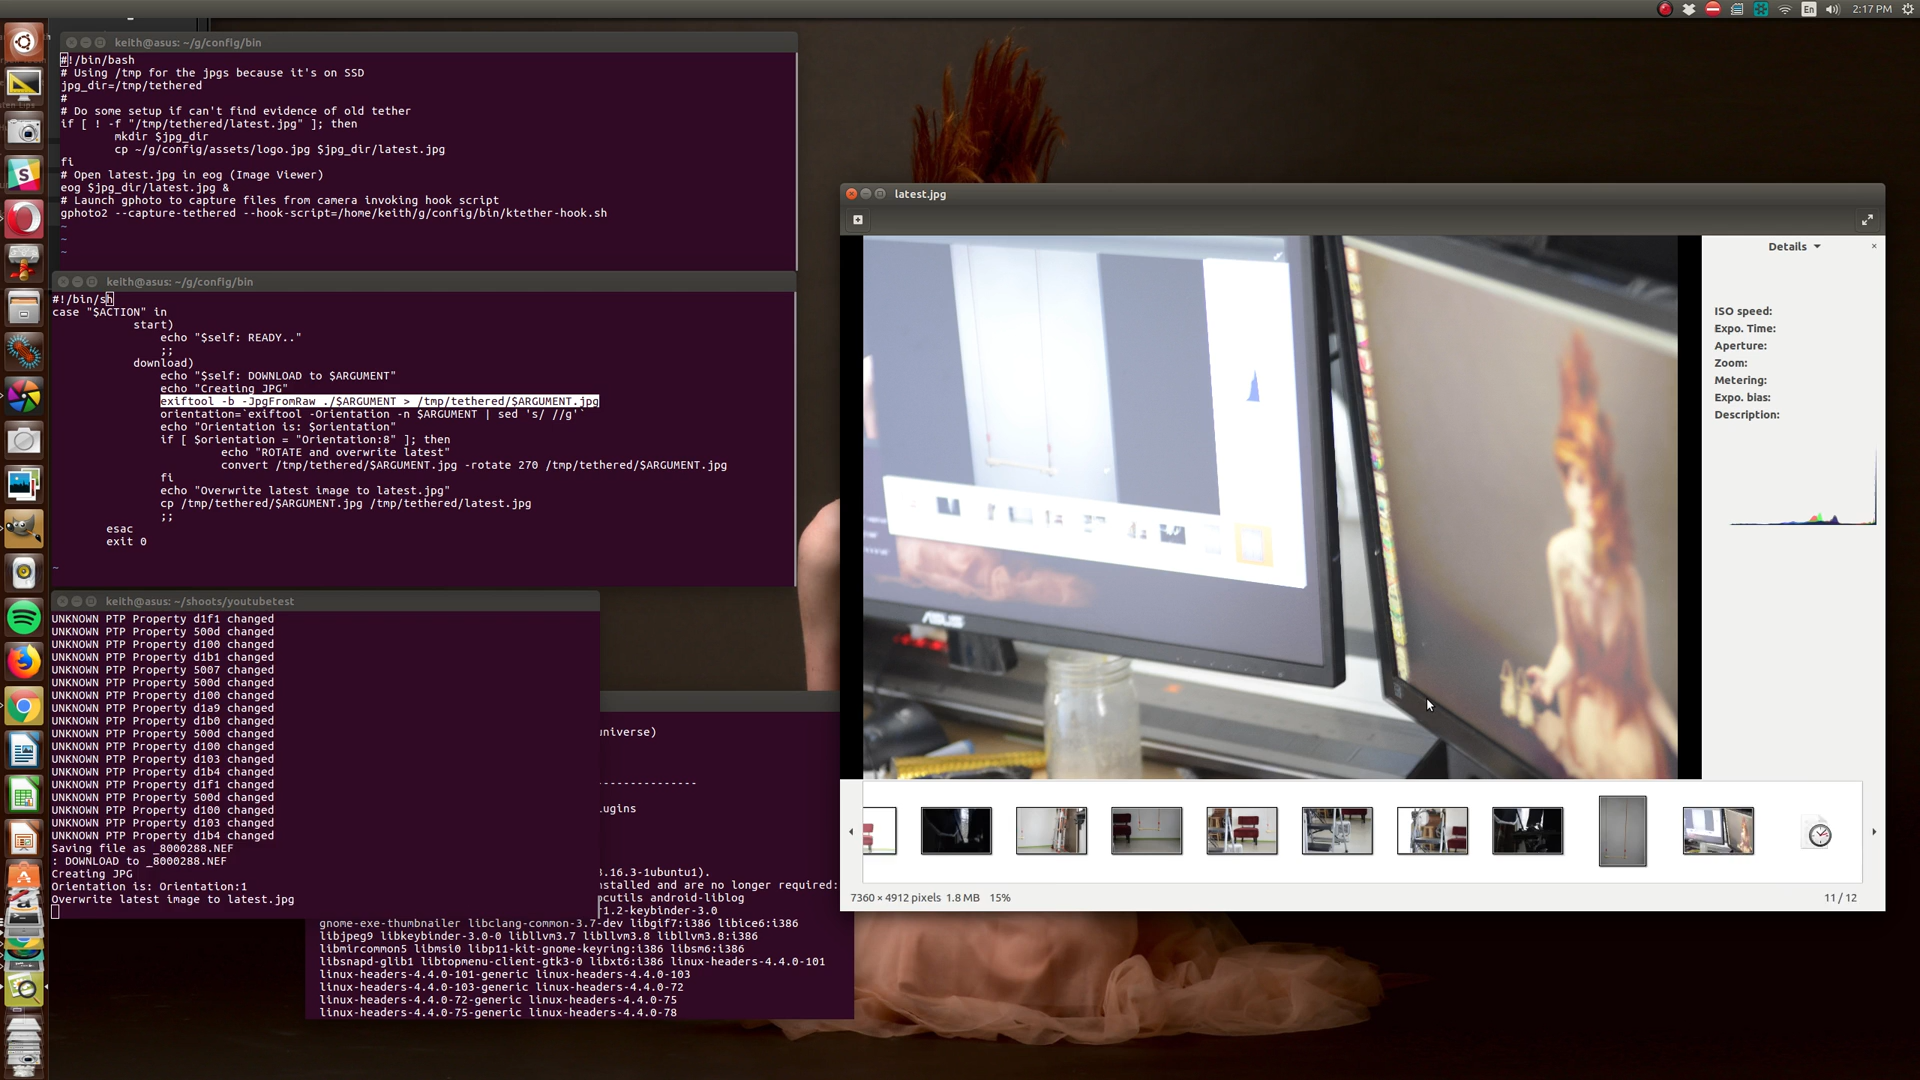 2:17 PM
En
keith@asus: ~/g/config/bin
#!/bin/bash
# Using /tmp for the jpgs because it's on SSD
jpg_dir=/tmp/tethered
#
# Do some setup if can't find evidence of old tether
if [ ! -f "/tmp/tethered/latest.jpg" ]; then
mkdir $jpg_dir
cp ~/g/config/assets/logo.jpg $jpg_dir/latest.jpg
fi
# Open latest.jpg in eog (Image Viewer)
eog $jpg_dir/latest.jpg &
# Launch gphoto to capture files from camera invoking hook script
gphoto2 --capture-tethered --hook-script=/home/keith/g/config/bin/ktether-hook.sh
~
~
~
keith@asus: ~/g/config/bin
#!/bin/sh
case "$ACTION" in
start)
echo "$self: READY.."
;;
download)
echo "$self: DOWNLOAD to $ARGUMENT"
echo "Creating JPG"
exiftool -b -JpgFromRaw ./$ARGUMENT > /tmp/tethered/$ARGUMENT.jpg
orientation=`exiftool -Orientation -n $ARGUMENT | sed 's/ //g'`
echo "Orientation is: $orientation"
if [ $orientation = "Orientation:8" ]; then
echo "ROTATE and overwrite latest"
convert /tmp/tethered/$ARGUMENT.jpg -rotate 270 /tmp/tethered/$ARGUMENT.jpg
fi
echo "Overwrite latest image to latest.jpg"
cp /tmp/tethered/$ARGUMENT.jpg /tmp/tethered/latest.jpg
;;
esac
exit 0
~
keith@asus: ~/shoots/youtubetest
UNKNOWN PTP Property d1f1 changed
UNKNOWN PTP Property 500d changed
UNKNOWN PTP Property d100 changed
UNKNOWN PTP Property d1b1 changed
UNKNOWN PTP Property 5007 changed
UNKNOWN PTP Property 500d changed
UNKNOWN PTP Property d100 changed
UNKNOWN PTP Property d1a9 changed
UNKNOWN PTP Property d1b0 changed
UNKNOWN PTP Property 500d changed
UNKNOWN PTP Property d100 changed
UNKNOWN PTP Property d103 changed
UNKNOWN PTP Property d1b4 changed
UNKNOWN PTP Property d1f1 changed
UNKNOWN PTP Property 500d changed
UNKNOWN PTP Property d100 changed
UNKNOWN PTP Property d103 changed
UNKNOWN PTP Property d1b4 changed
Saving file as _8000288.NEF
: DOWNLOAD to _8000288.NEF
Creating JPG
Orientation is: Orientation:1
Overwrite latest image to latest.jpg
universe)
---------------
lugins
3.16.3-1ubuntu1).
nstalled and are no longer required:
pcutils android-liblog
r1.2-keybinder-3.0
gnome-exe-thumbnailer libclang-common-3.7-dev libgif7:i386 libice6:i386
libjpeg9 libkeybinder-3.0-0 libllvm3.7 libllvm3.8 libllvm3.8:i386
libmircommon5 libmsi0 libp11-kit-gnome-keyring:i386 libsm6:i386
libsnapd-glib1 libtopmenu-client-gtk3-0 libxt6:i386 linux-headers-4.4.0-101
linux-headers-4.4.0-101-generic linux-headers-4.4.0-103
linux-headers-4.4.0-103-generic linux-headers-4.4.0-72
linux-headers-4.4.0-72-generic linux-headers-4.4.0-75
linux-headers-4.4.0-75-generic linux-headers-4.4.0-78
latest.jpg
Details
ISO speed:
Expo. Time:
Aperture:
Zoom:
Metering:
Expo. bias:
Description:
ASUS
7360 × 4912 pixels 1.8 MB 15%
11 / 12